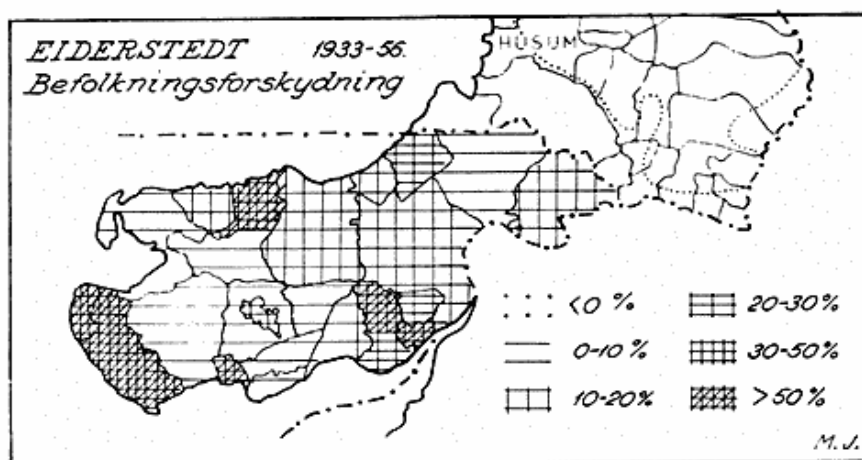 EIDERSTEDT 1933-56.
Befolkningsforskydning
HUSUM
<0 %
0-10%
10-20%
20-30%
30-50%
>50%
M.J.